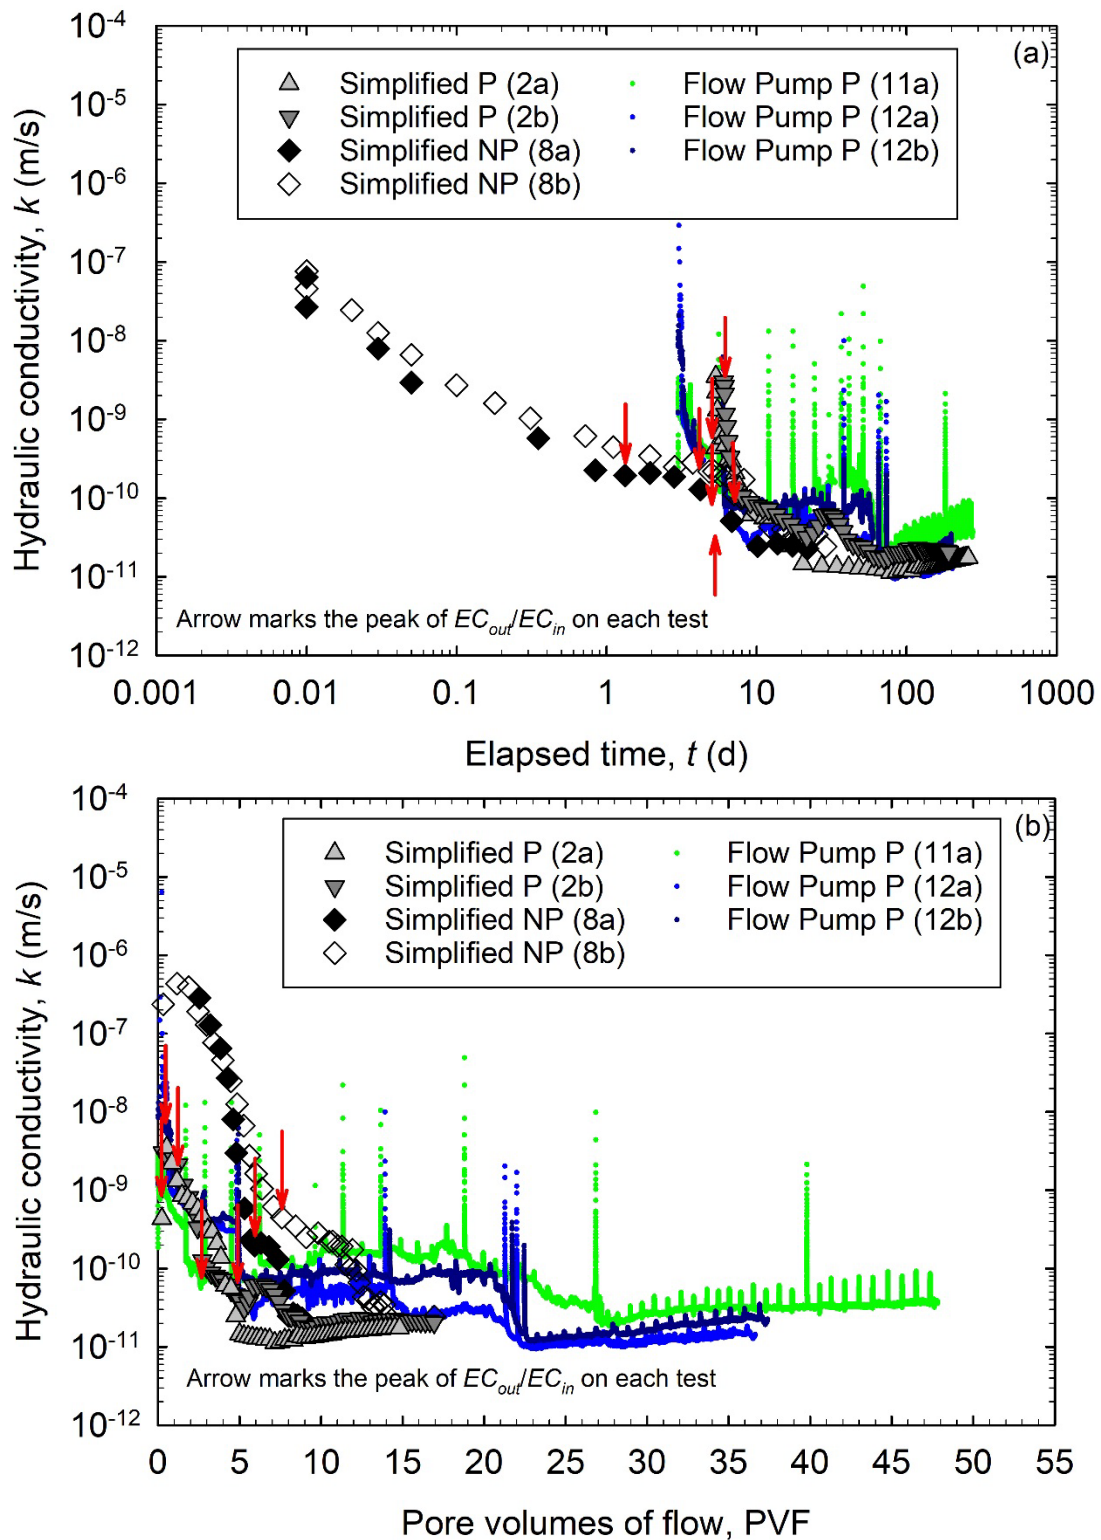 (a)
10⁻⁴
10⁻⁵
10⁻⁶
10⁻⁷
10⁻⁸
10⁻⁹
10⁻¹⁰
10⁻¹¹
10⁻¹²
Hydraulic conductivity, k (m/s)
Simplified P (2a)
Simplified P (2b)
Simplified NP (8a)
Simplified NP (8b)
Flow Pump P (11a)
Flow Pump P (12a)
Flow Pump P (12b)
Arrow marks the peak of EC_out/EC_in on each test
0.001 0.01 0.1 1 10 100 1000
Elapsed time, t (d)
(b)
10⁻⁴
10⁻⁵
10⁻⁶
10⁻⁷
10⁻⁸
10⁻⁹
10⁻¹⁰
10⁻¹¹
10⁻¹²
Hydraulic conductivity, k (m/s)
Simplified P (2a)
Simplified P (2b)
Simplified NP (8a)
Simplified NP (8b)
Flow Pump P (11a)
Flow Pump P (12a)
Flow Pump P (12b)
Arrow marks the peak of EC_out/EC_in on each test
0 5 10 15 20 25 30 35 40 45 50 55
Pore volumes of flow, PVF